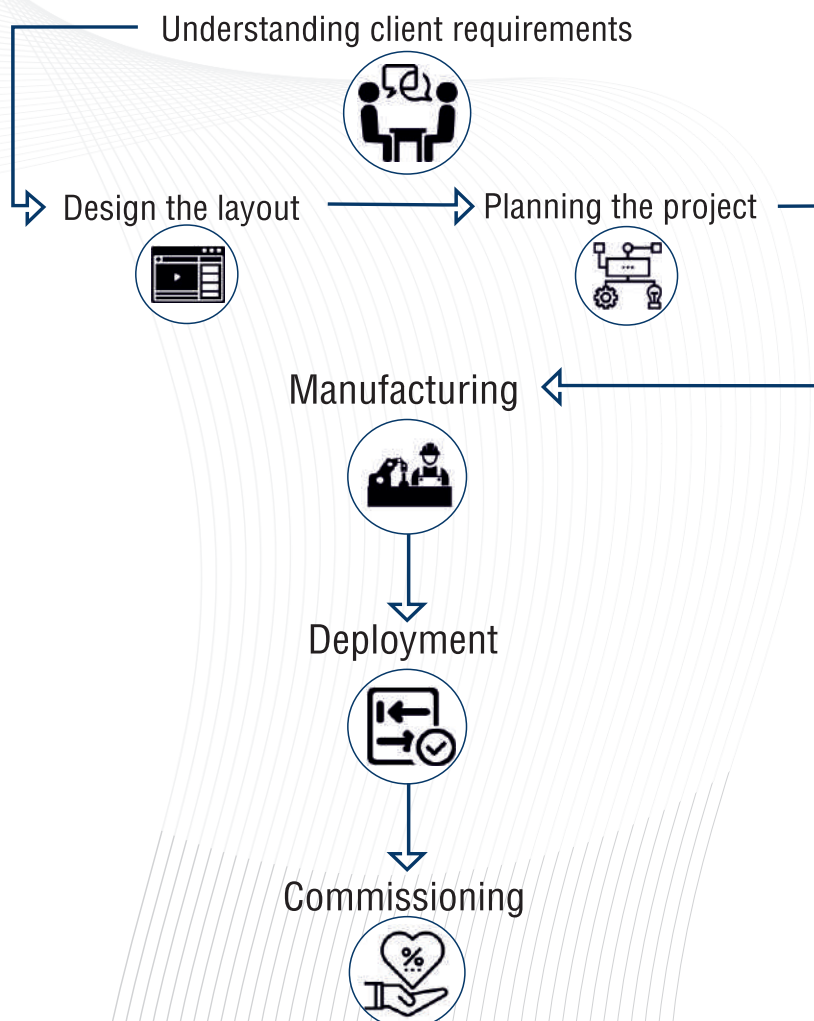 Understanding client requirements
Design the layout
Planning the project
Manufacturing
Deployment
Commissioning